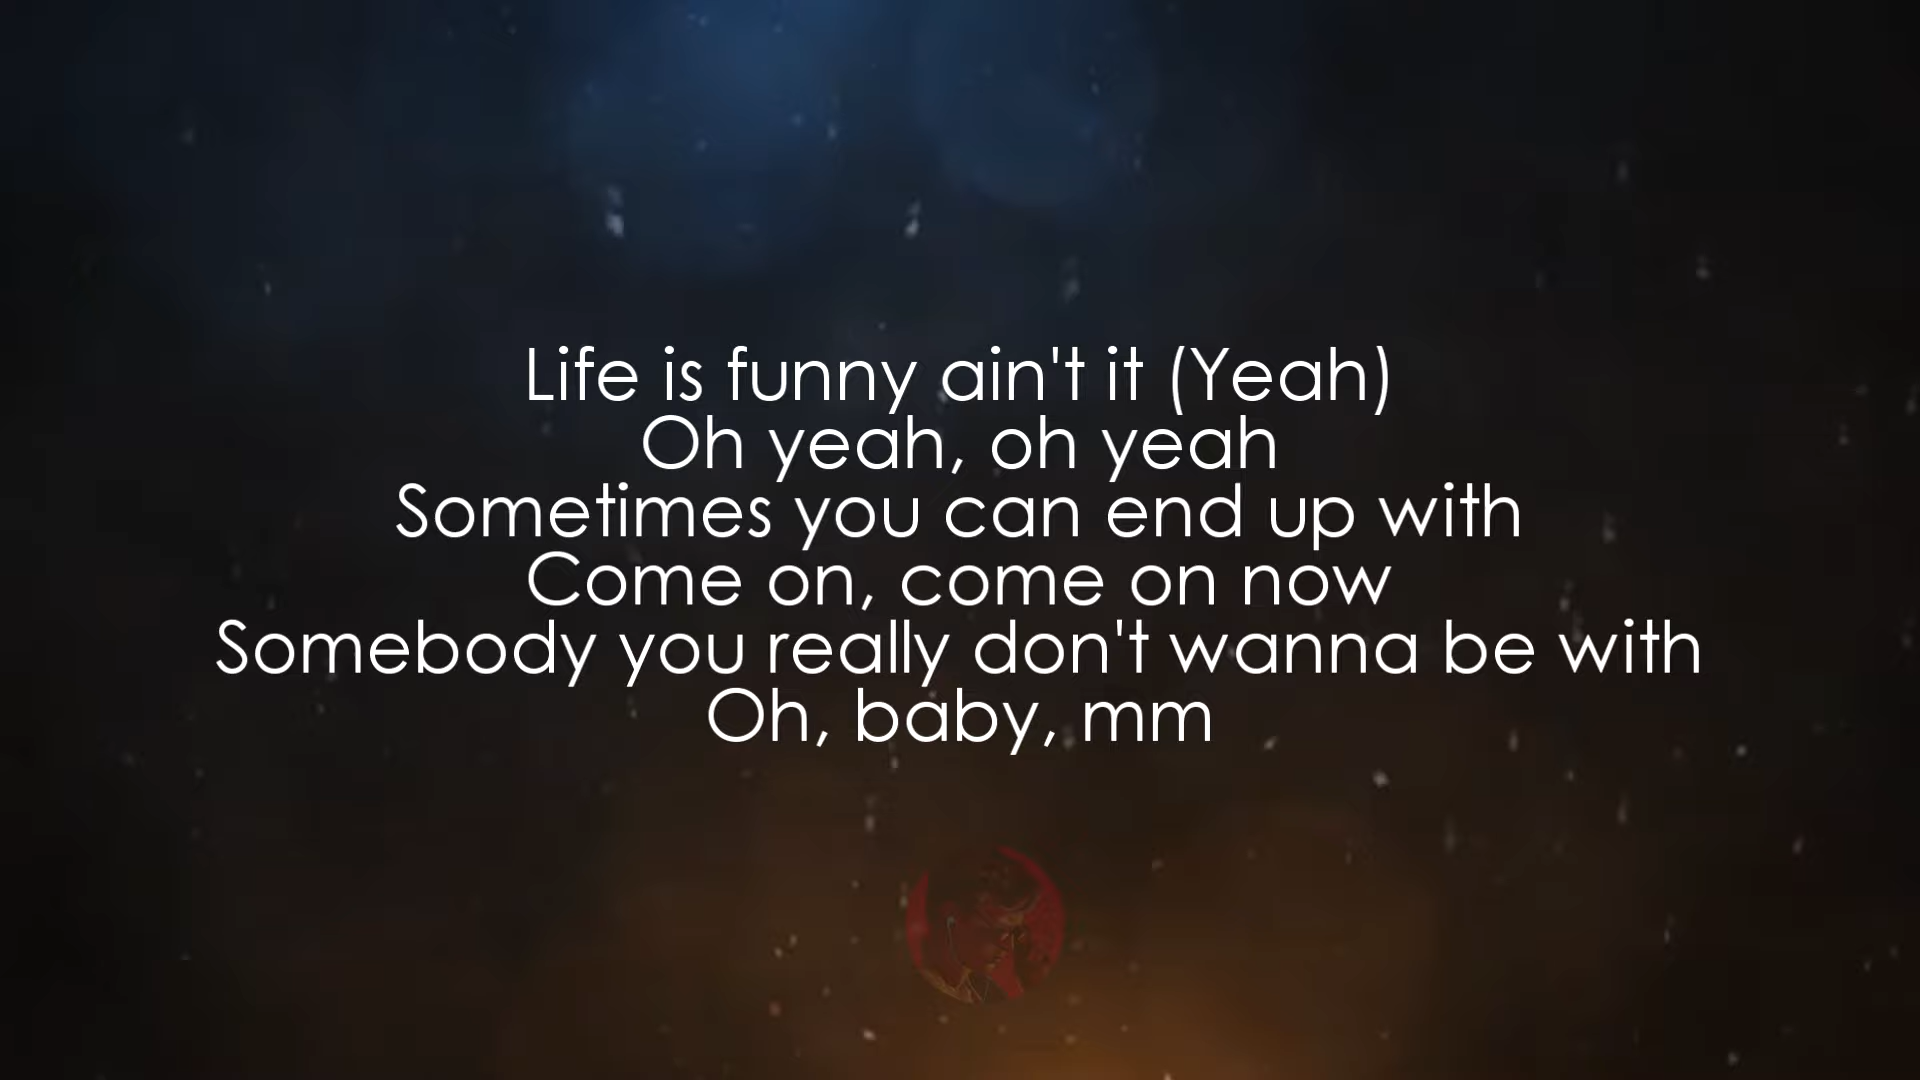 Life is funny ain't it (Yeah)
Oh yeah, oh yeah
Sometimes you can end up with
Come on, come on now
Somebody you really don't wanna be with
Oh, baby, mm